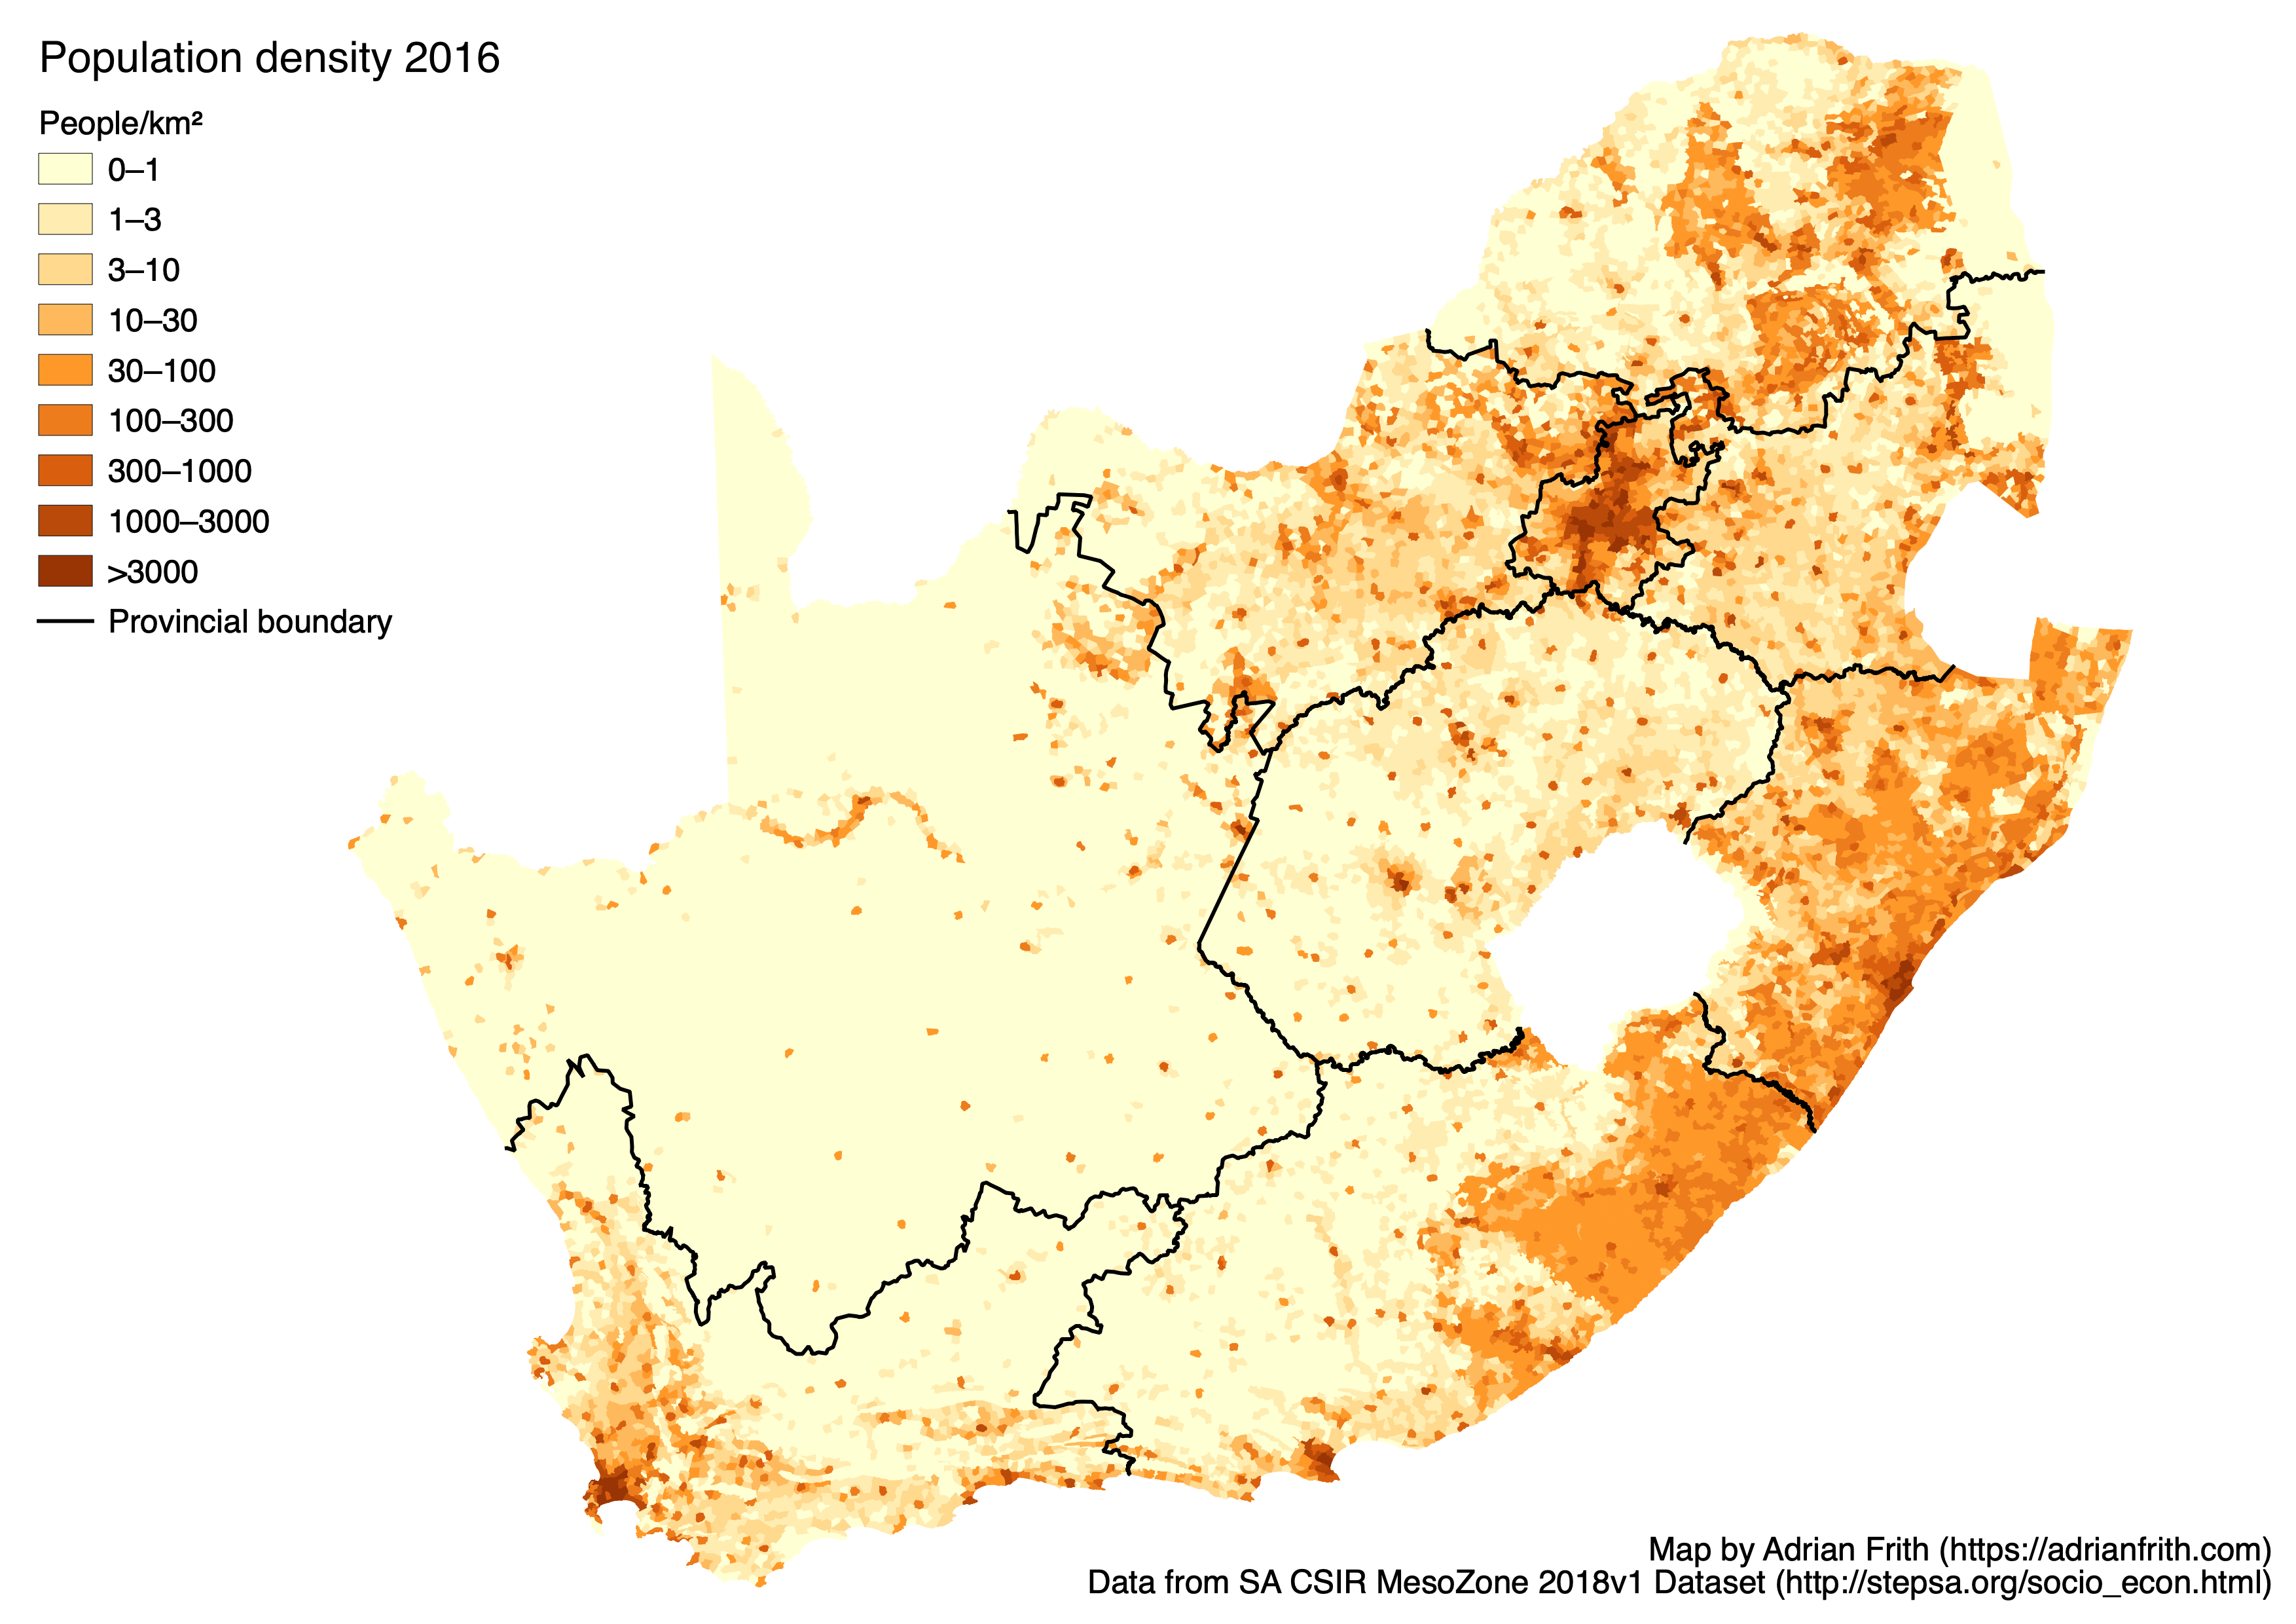 Population density 2016
People/km²
0–1
1–3
3–10
10–30
30–100
100–300
300–1000
1000–3000
>3000
Provincial boundary
Map by Adrian Frith (https://adrianfrith.com)
Data from SA CSIR MesoZone 2018v1 Dataset (http://stepsa.org/socio_econ.html)